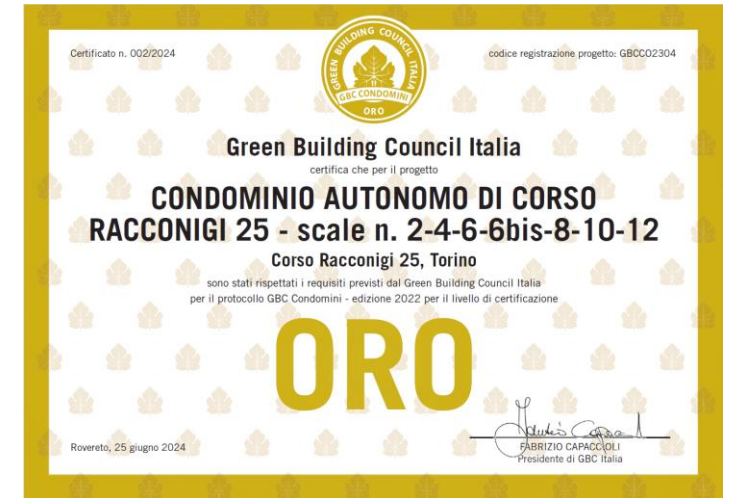 Certificato n. 002/2024
codice registrazione progetto: GBCCO2304
GREEN BUILDING COUNCIL ITALIA
GBC CONDOMINI
ORO
Green Building Council Italia
certifica che per il progetto
CONDOMINIO AUTONOMO DI CORSO
RACCONIGI 25 - scale n. 2-4-6-6bis-8-10-12
Corso Racconigi 25, Torino
sono stati rispettati i requisiti previsti dal Green Building Council Italia
per il protocollo GBC Condomini - edizione 2022 per il livello di certificazione
ORO
Rovereto, 25 giugno 2024
FABRIZIO CAPACCIOLI
Presidente di GBC Italia